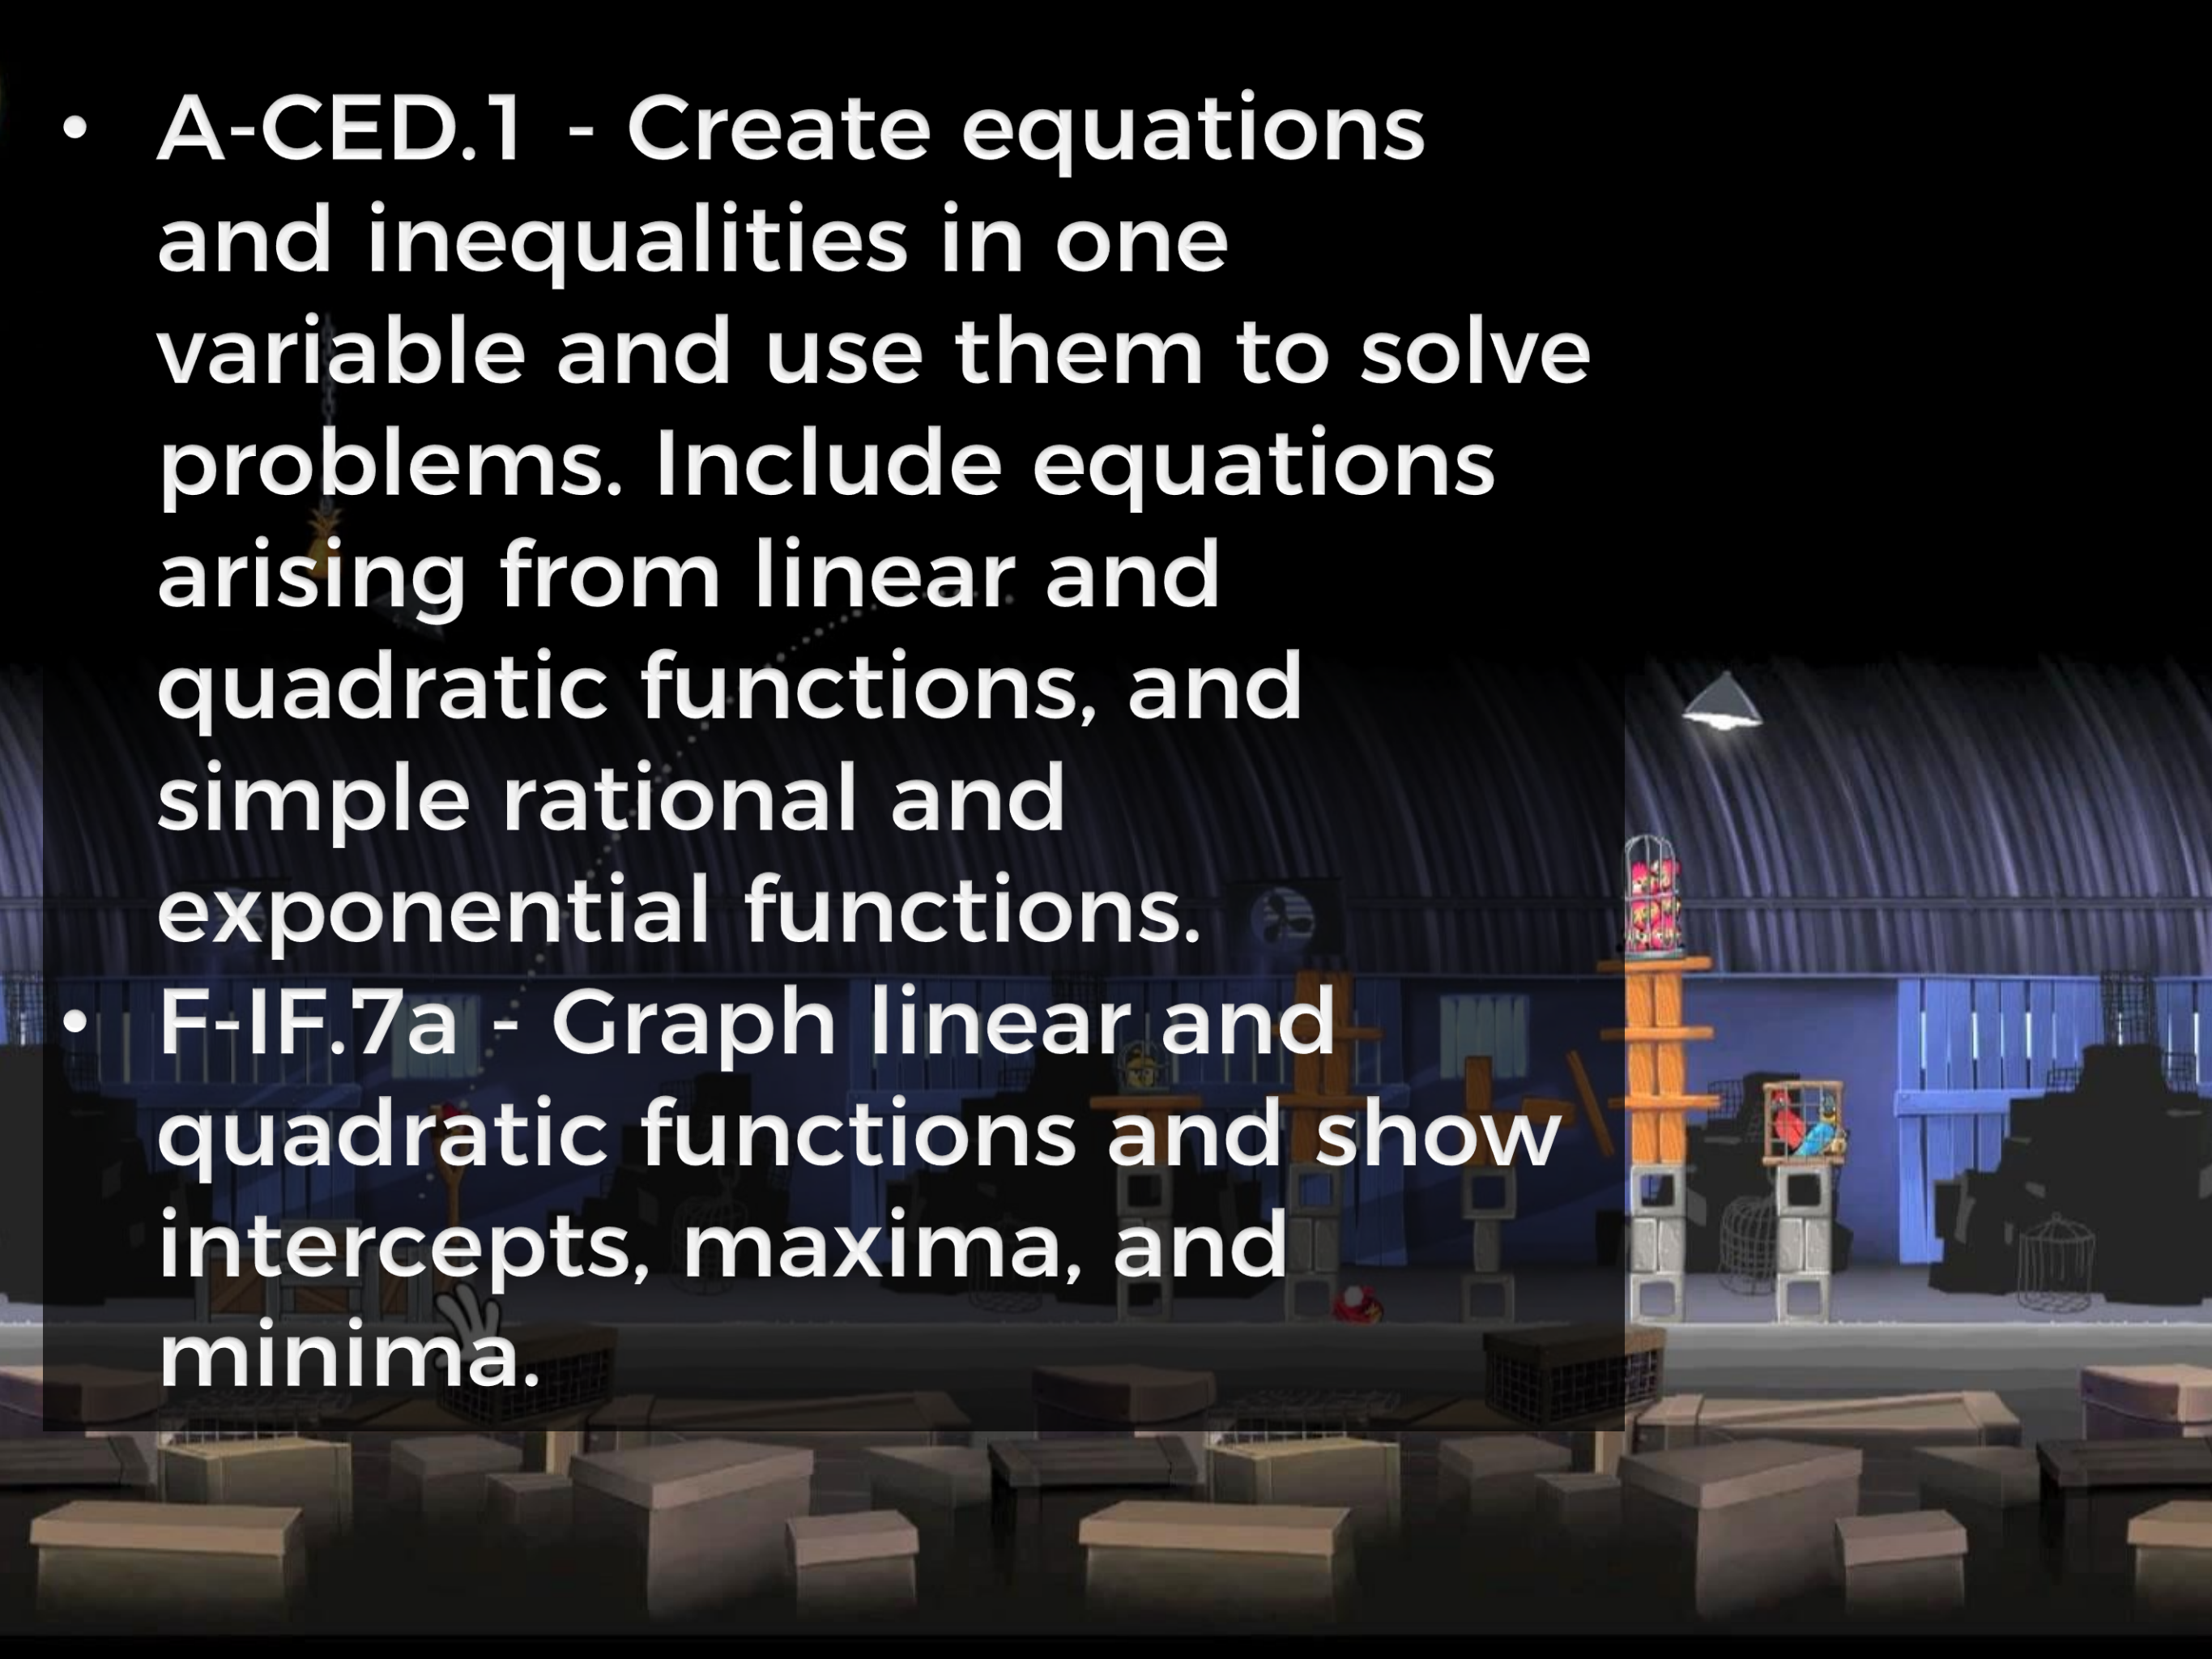 • A-CED.1 - Create equations
and inequalities in one
variable and use them to solve
problems. Include equations
arising from linear and
quadratic functions, and
simple rational and
exponential functions.
• F-IF.7a - Graph linear and
quadratic functions and show
intercepts, maxima, and
minima.